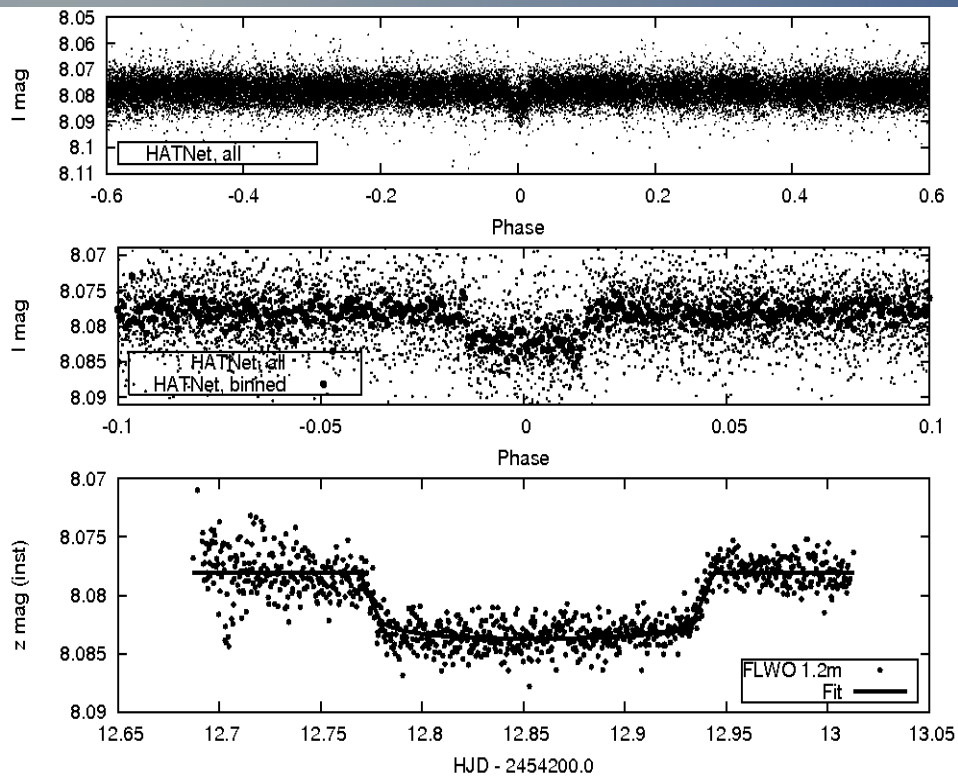 8.05
8.06
8.07
8.08
8.09
8.1
8.11
I mag
HATNet, all
-0.6 -0.4 -0.2 0 0.2 0.4 0.6
Phase
8.07
8.075
8.08
8.085
8.09
I mag
HATNet, all
HATNet, binned
-0.1 -0.05 0 0.05 0.1
Phase
8.07
8.075
8.08
8.085
8.09
z mag (inst)
FLWO 1.2m
Fit
12.65 12.7 12.75 12.8 12.85 12.9 12.95 13 13.05
HJD - 2454200.0